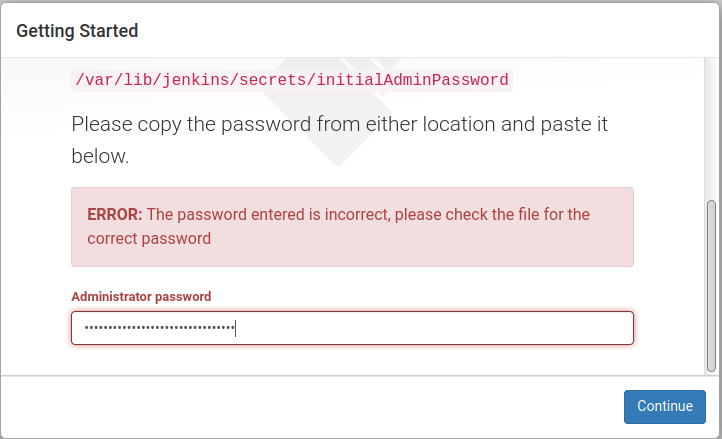 Getting Started
/var/lib/jenkins/secrets/initialAdminPassword
Please copy the password from either location and paste it
below.
ERROR: The password entered is incorrect, please check the file for the
correct password
Administrator password
Continue